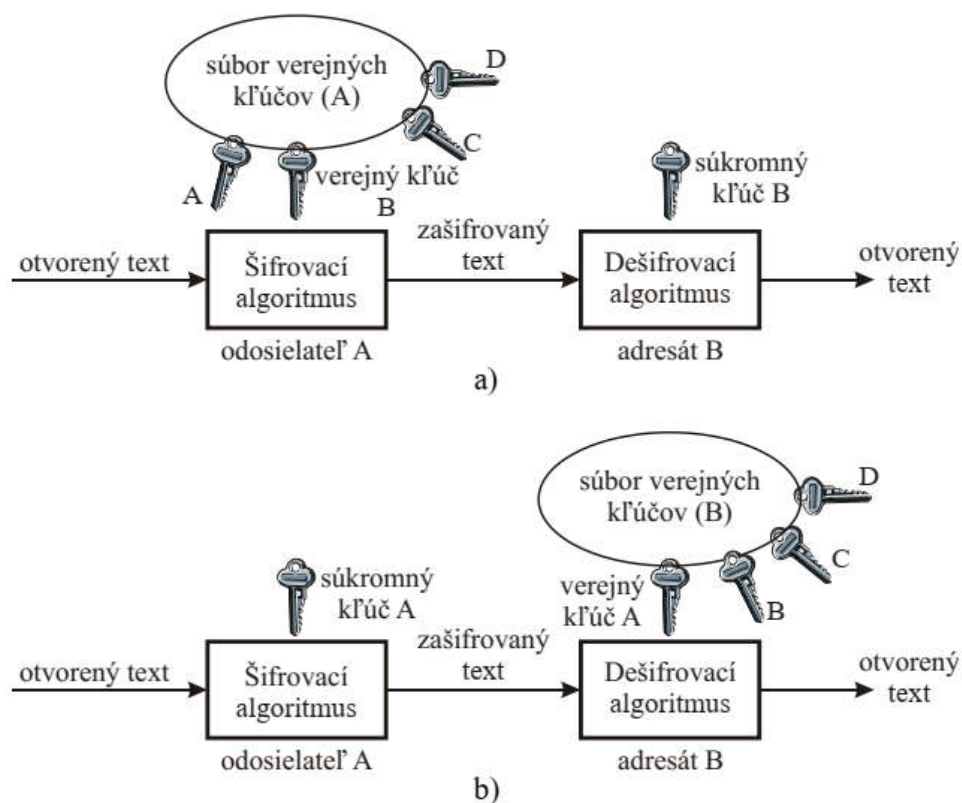 súbor verejných
kľúčov (A)
D
C
A
verejný kľúč
B
súkromný
kľúč B
otvorený text
Šifrovací
algoritmus
zašifrovaný
text
Dešifrovací
algoritmus
otvorený
text
odosielateľ A
adresát B
a)
súbor verejných
kľúčov (B)
D
C
B
súkromný
kľúč A
verejný
kľúč A
otvorený text
Šifrovací
algoritmus
zašifrovaný
text
Dešifrovací
algoritmus
otvorený
text
odosielateľ A
adresát B
b)